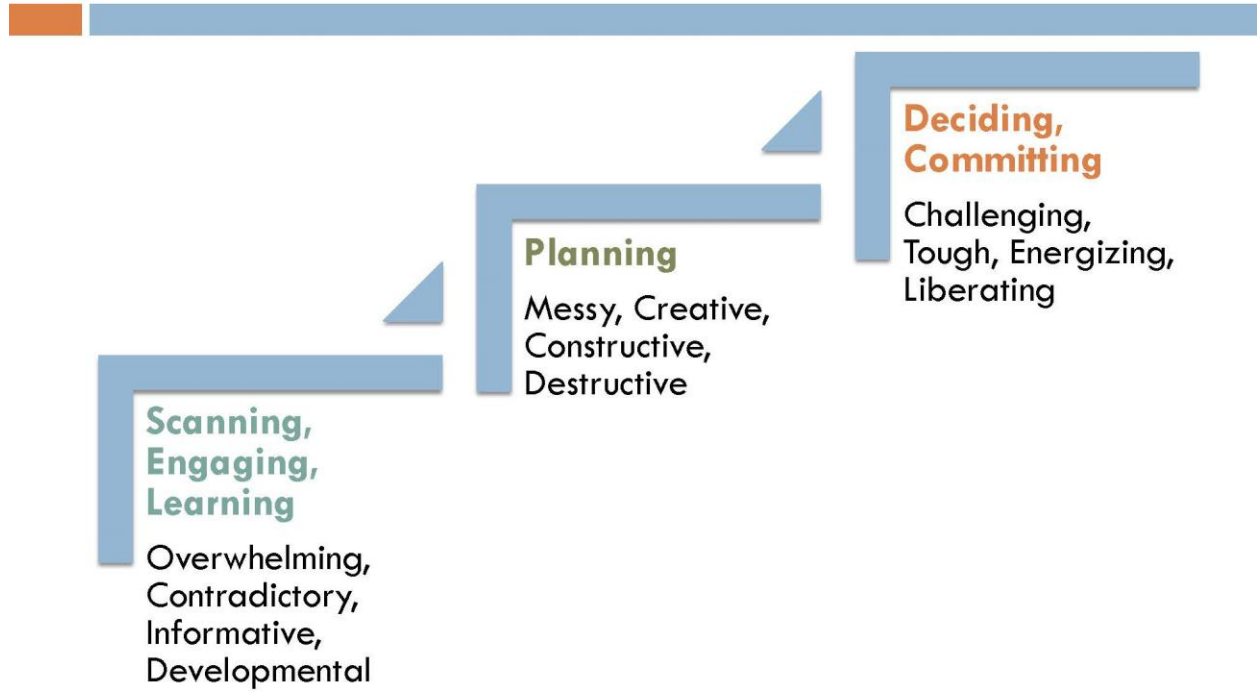 Scanning,
Engaging,
Learning
Overwhelming,
Contradictory,
Informative,
Developmental
Planning
Messy, Creative,
Constructive,
Destructive
Deciding,
Committing
Challenging,
Tough, Energizing,
Liberating